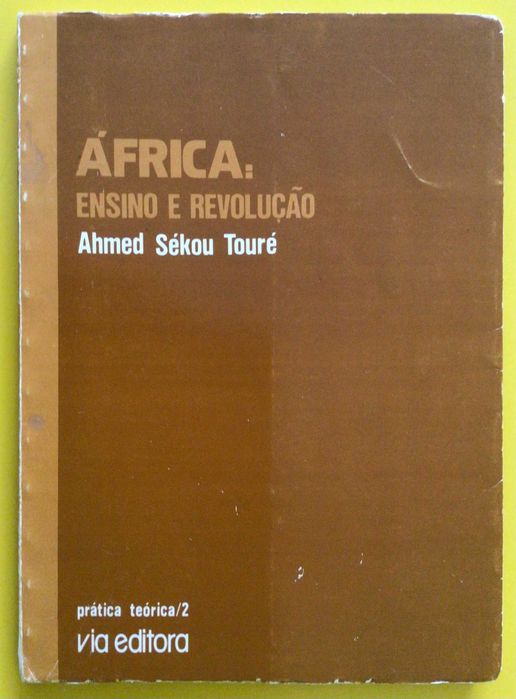 ÁFRICA:
ENSINO E REVOLUÇÃO
Ahmed Sékou Touré
prática teórica/2
via editora